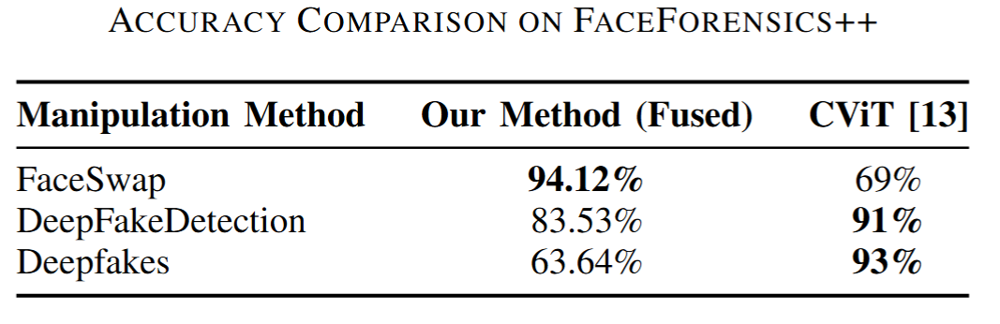 ACCURACY COMPARISON ON FACEFORENSICS++
Manipulation Method Our Method (Fused) CViT [13]
FaceSwap 94.12% 69%
DeepFakeDetection 83.53% 91%
Deepfakes 63.64% 93%